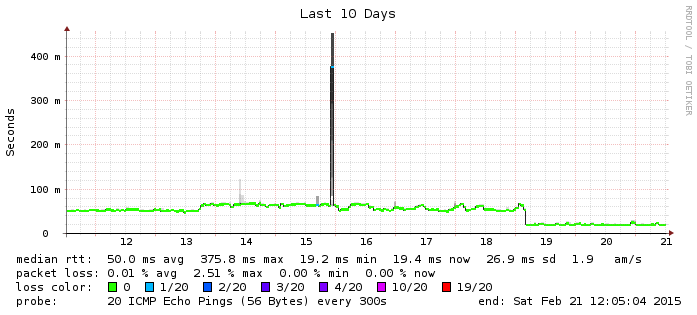 Last 10 Days
RRDTOOL / TOBI OETIKER
Seconds
400 m
300 m
200 m
100 m
0
12 13 14 15 16 17 18 19 20 21
median rtt: 50.0 ms avg 375.8 ms max 19.2 ms min 19.4 ms now 26.9 ms sd 1.9 am/s
packet loss: 0.01 % avg 2.51 % max 0.00 % min 0.00 % now
loss color: 0 1/20 2/20 3/20 4/20 10/20 19/20
probe: 20 ICMP Echo Pings (56 Bytes) every 300s end: Sat Feb 21 12:05:04 2015